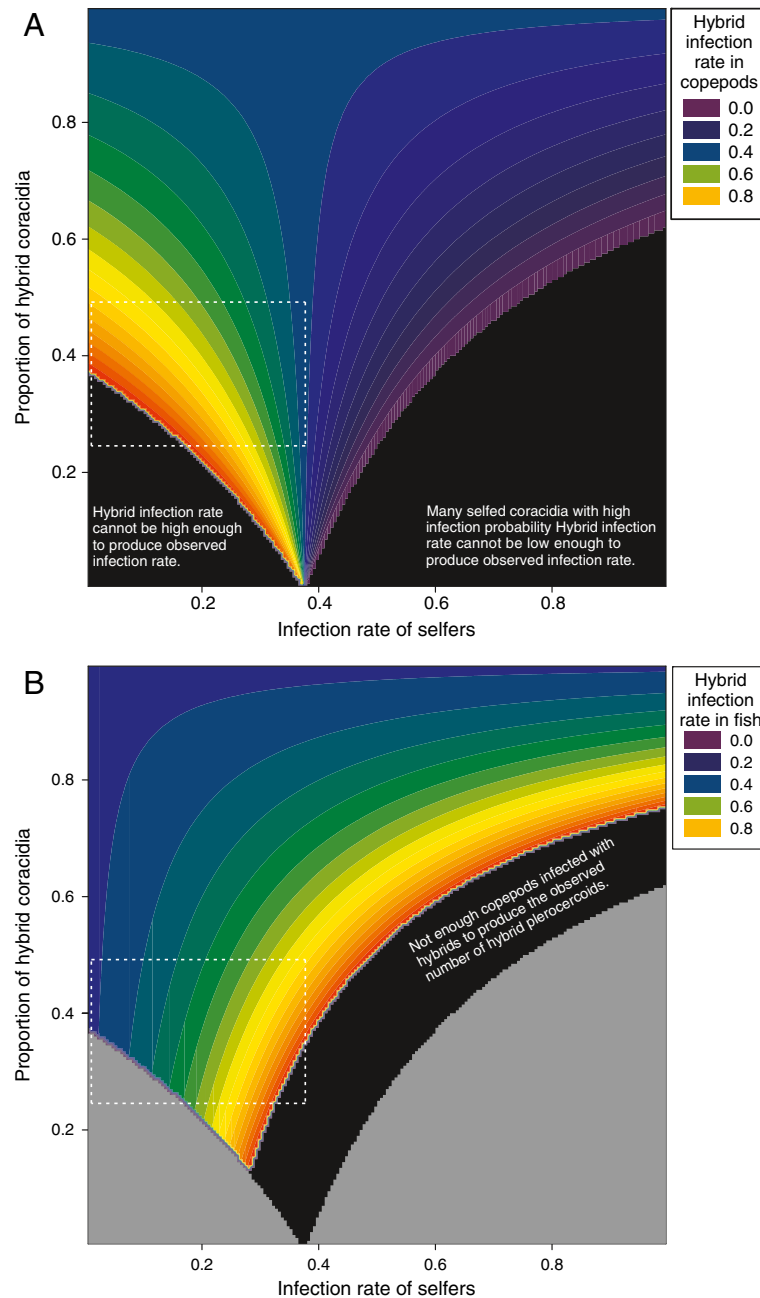 A
Hybrid
infection
rate in
copepods
0.0
0.2
0.4
0.6
0.8
Proportion of hybrid coracidia
0.8
0.6
0.4
0.2
Hybrid infection rate
cannot be high enough
to produce observed
infection rate.
Many selfed coracidia with high
infection probability Hybrid infection
rate cannot be low enough to
produce observed infection rate.
0.2 0.4 0.6 0.8
Infection rate of selfers
B
Hybrid
infection
rate in fish
0.0
0.2
0.4
0.6
0.8
Proportion of hybrid coracidia
0.8
0.6
0.4
0.2
Not enough copepods infected with
hybrids to produce the observed
number of hybrid plerocercoids.
0.2 0.4 0.6 0.8
Infection rate of selfers